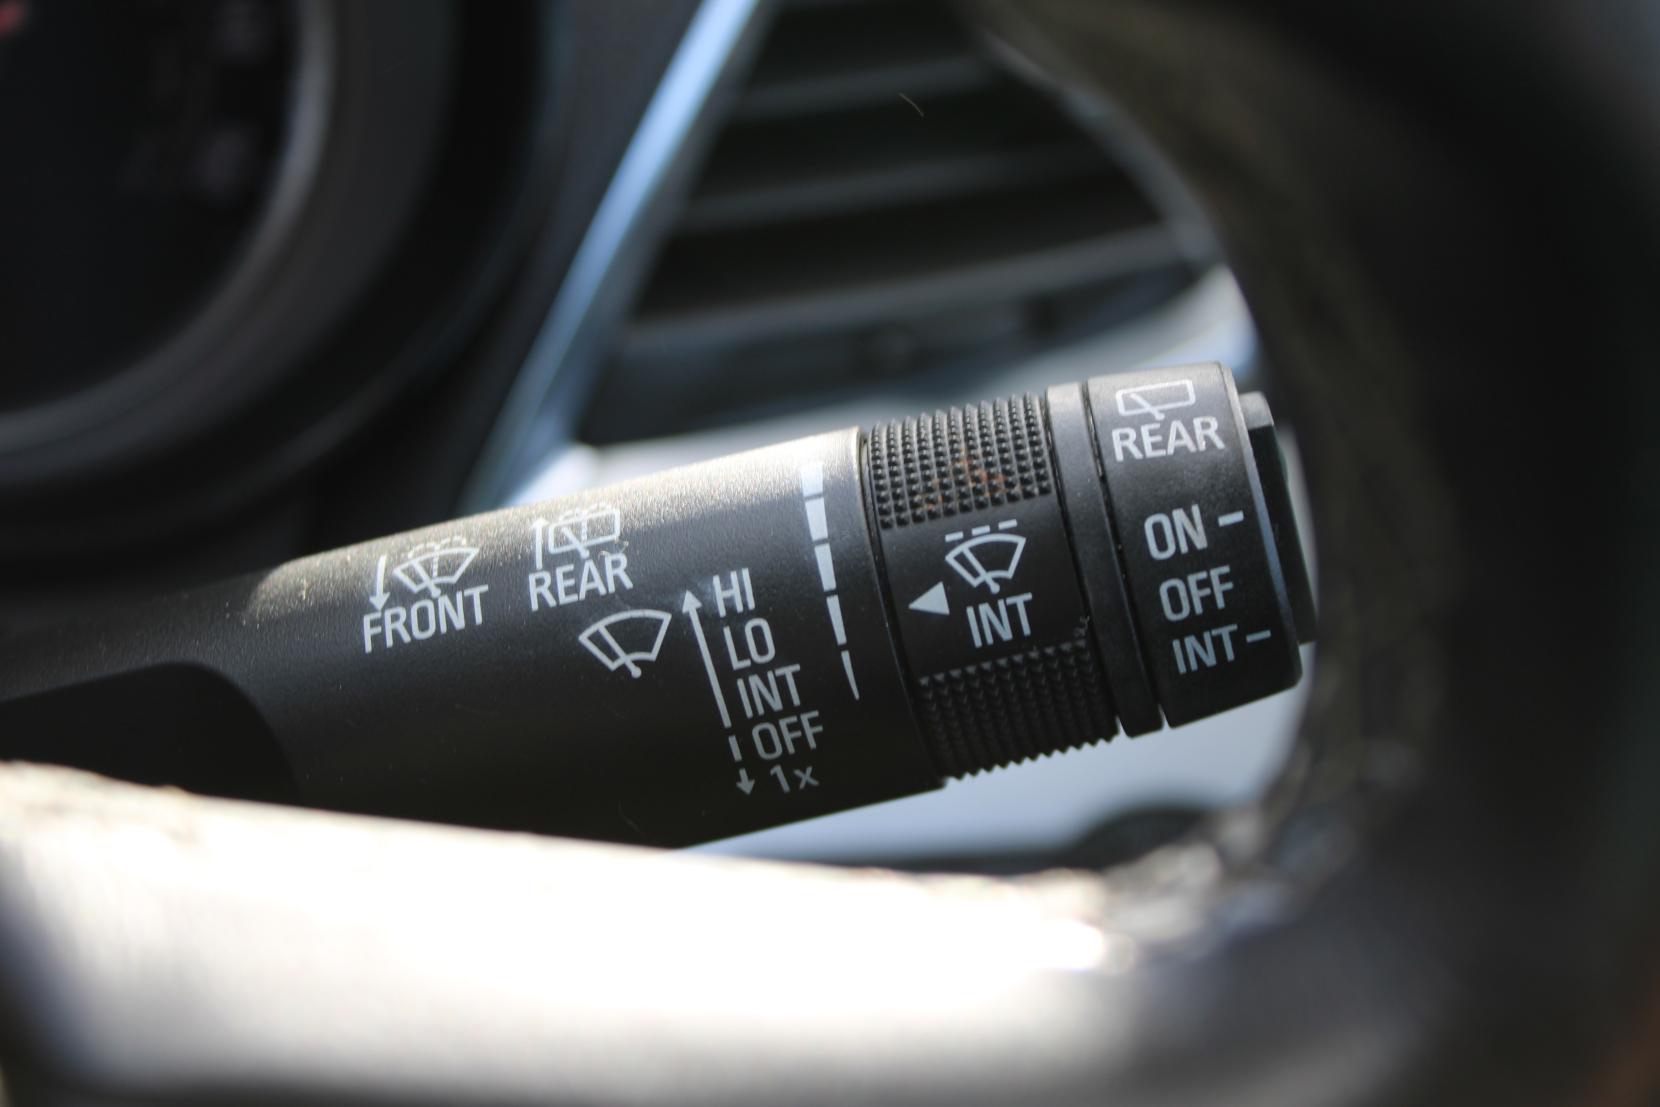 FRONT
REAR
HI
LO
INT
OFF
1x
INT
REAR
ON
OFF
INT